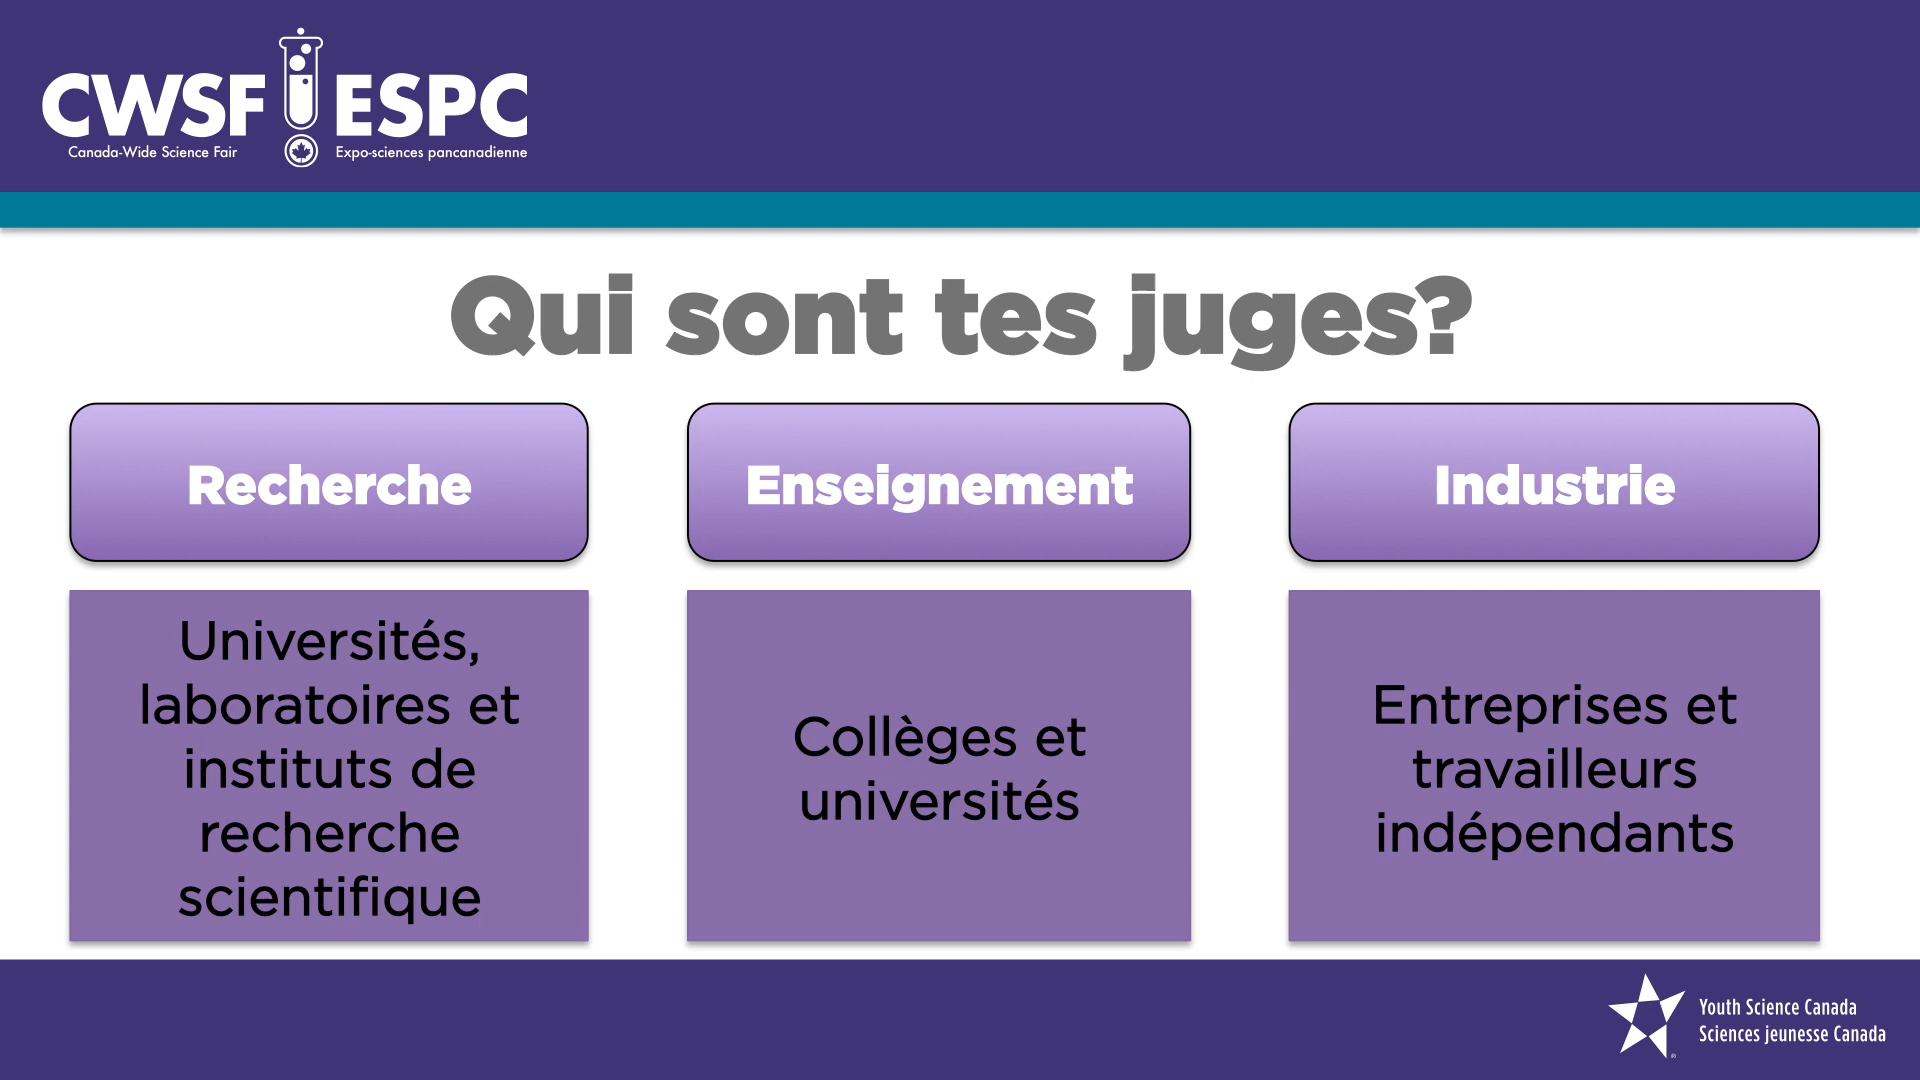 CWSF ESPC
Canada-Wide Science Fair
Expo-sciences pancanadienne
Qui sont tes juges?
Recherche
Universités,
laboratoires et
instituts de
recherche
scientifique
Enseignement
Collèges et
universités
Industrie
Entreprises et
travailleurs
indépendants
Youth Science Canada
Sciences jeunesse Canada